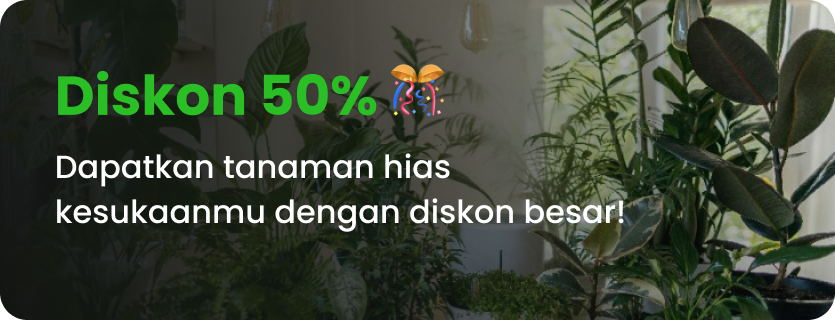 Diskon 50% 🎊
Dapatkan tanaman hias
kesukaanmu dengan diskon besar!